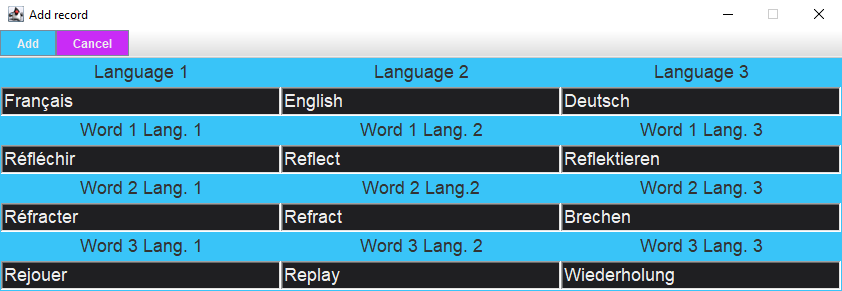 Add record
Add Cancel
Language 1 Language 2 Language 3
Français English Deutsch
Word 1 Lang. 1 Word 1 Lang. 2 Word 1 Lang. 3
Réfléchir Reflect Reflektieren
Word 2 Lang. 1 Word 2 Lang.2 Word 2 Lang. 3
Réfracter Refract Brechen
Word 3 Lang. 1 Word 3 Lang. 2 Word 3 Lang. 3
Rejouer Replay Wiederholung